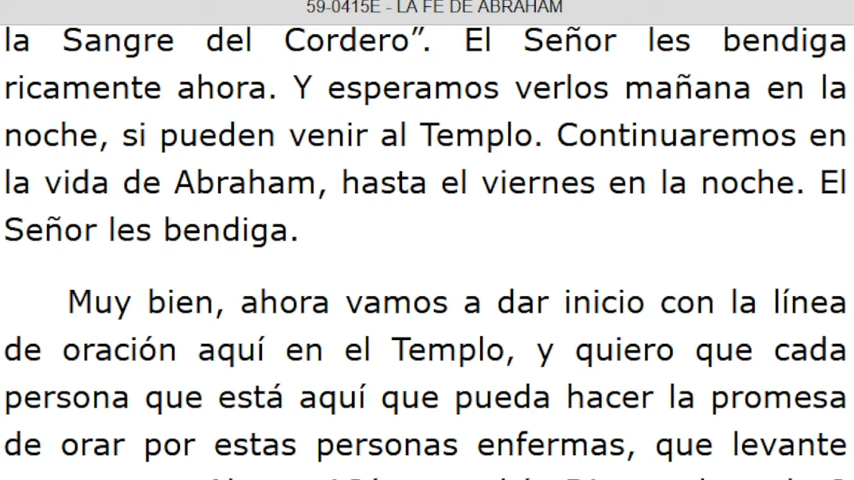 59-0415E - LA FE DE ABRAHAM
la Sangre del Cordero”. El Señor les bendiga
ricamente ahora. Y esperamos verlos mañana en la
noche, si pueden venir al Templo. Continuaremos en
la vida de Abraham, hasta el viernes en la noche. El
Señor les bendiga.
Muy bien, ahora vamos a dar inicio con la línea
de oración aquí en el Templo, y quiero que cada
persona que está aquí que pueda hacer la promesa
de orar por estas personas enfermas, que levante